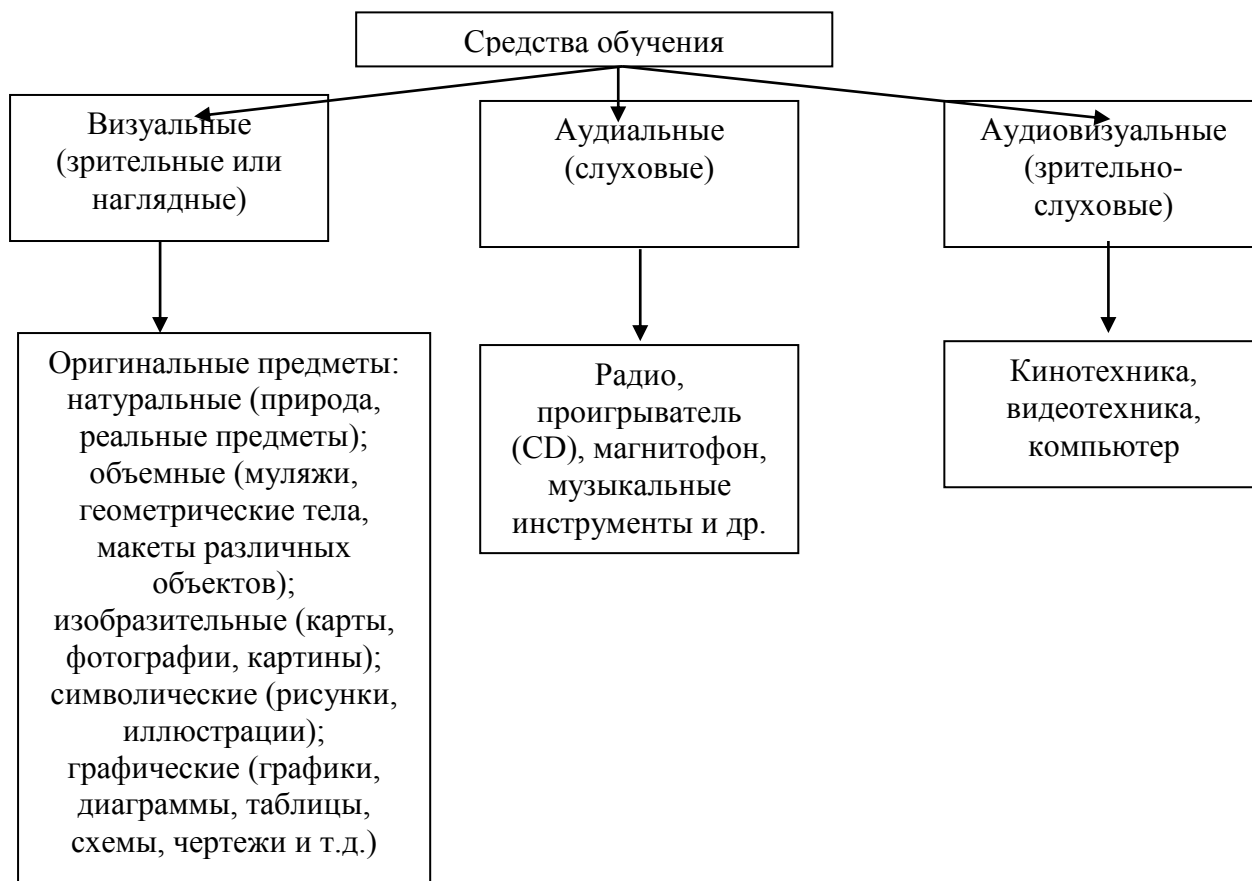 Средства обучения
Визуальные
(зрительные или
наглядные)
Аудиальные
(слуховые)
Аудиовизуальные
(зрительно-
слуховые)
Оригинальные предметы:
натуральные (природа,
реальные предметы);
объемные (муляжи,
геометрические тела,
макеты различных
объектов);
изобразительные (карты,
фотографии, картины);
символические (рисунки,
иллюстрации);
графические (графики,
диаграммы, таблицы,
схемы, чертежи и т.д.)
Радио,
проигрыватель
(CD), магнитофон,
музыкальные
инструменты и др.
Кинотехника,
видеотехника,
компьютер